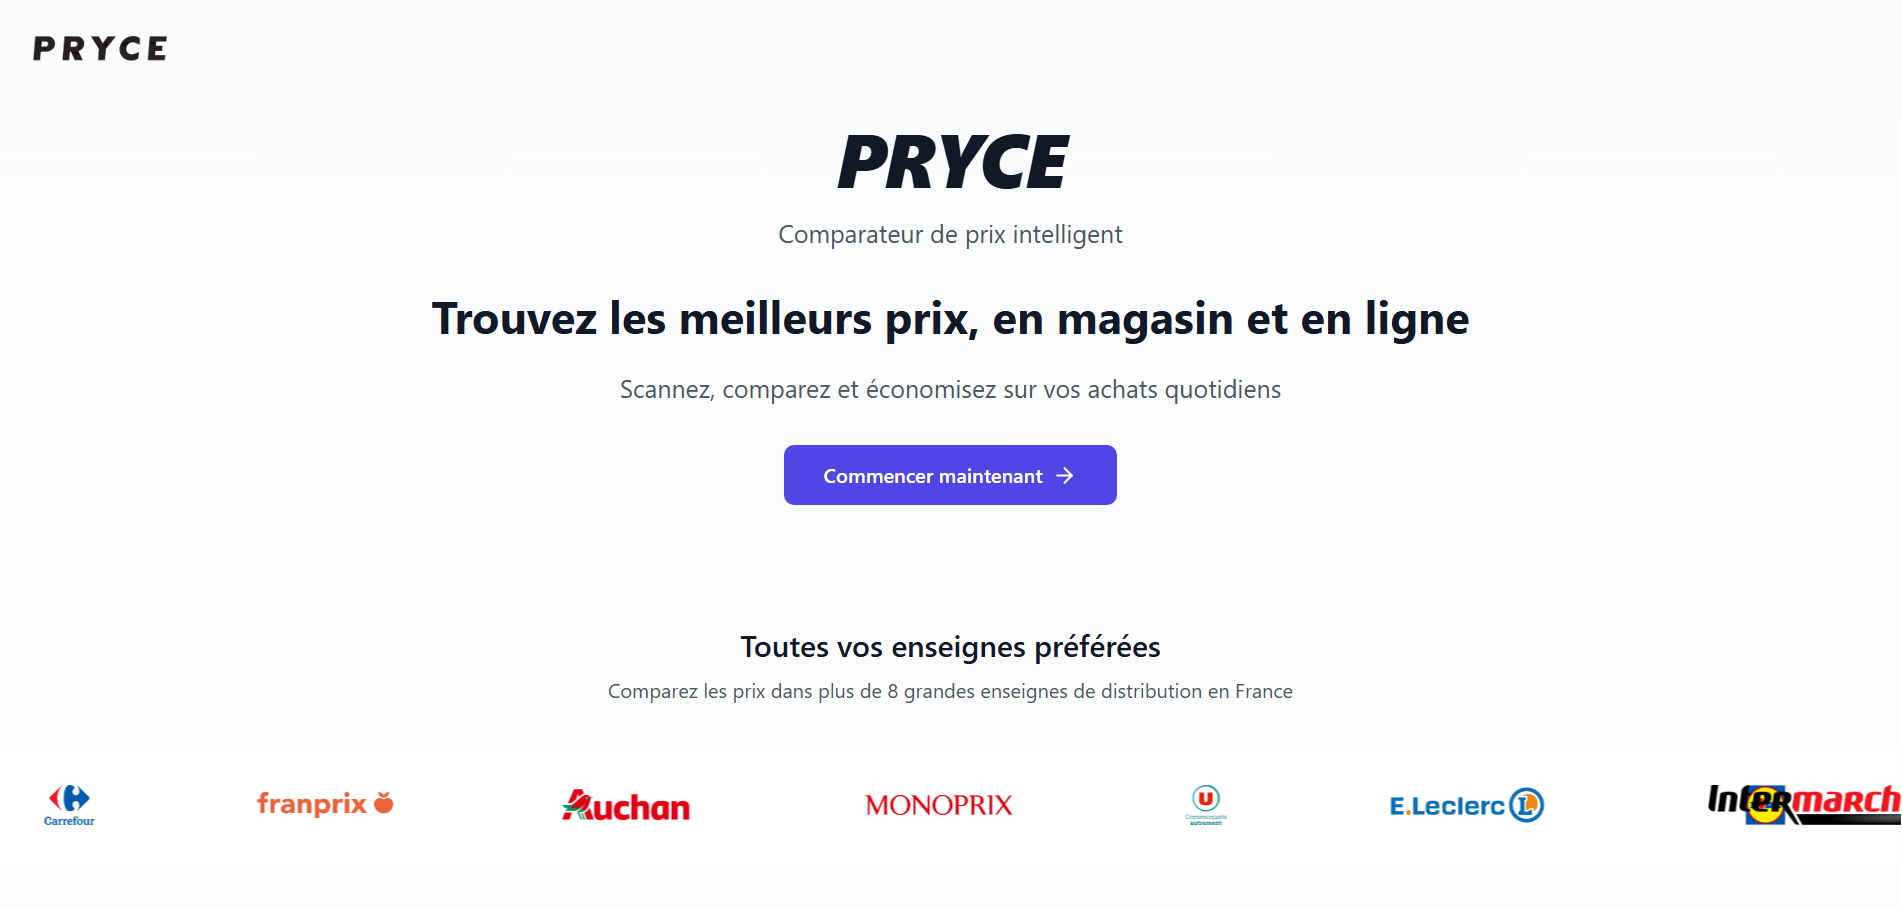 PRYCE
PRYCE
Comparateur de prix intelligent
Trouvez les meilleurs prix, en magasin et en ligne
Scannez, comparez et économisez sur vos achats quotidiens
Commencer maintenant
Toutes vos enseignes préférées
Comparez les prix dans plus de 8 grandes enseignes de distribution en France
Carrefour
franprix
Auchan
MONOPRIX
U
Commerçants
autrement
E.Leclerc L
Intermarch